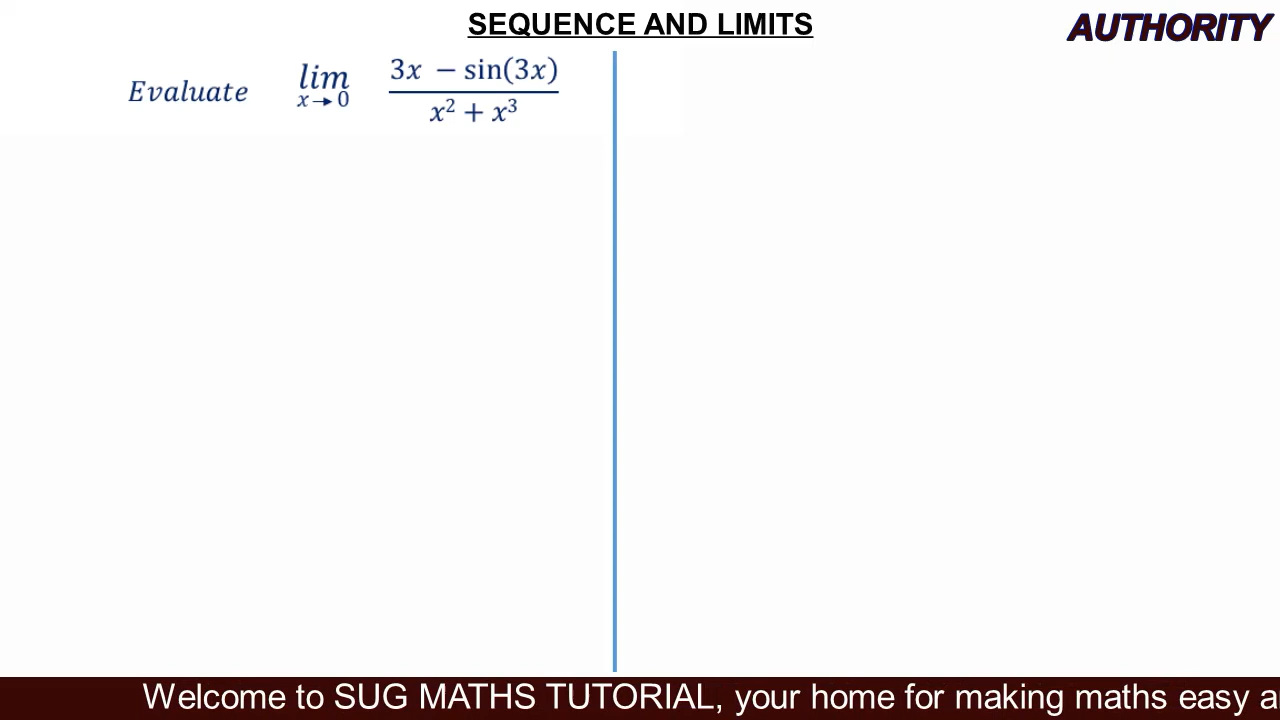 SEQUENCE AND LIMITS
AUTHORITY
Evaluate lim x→0 (3x − sin(3x))/(x² + x³)
Welcome to SUG MATHS TUTORIAL, your home for making maths easy a